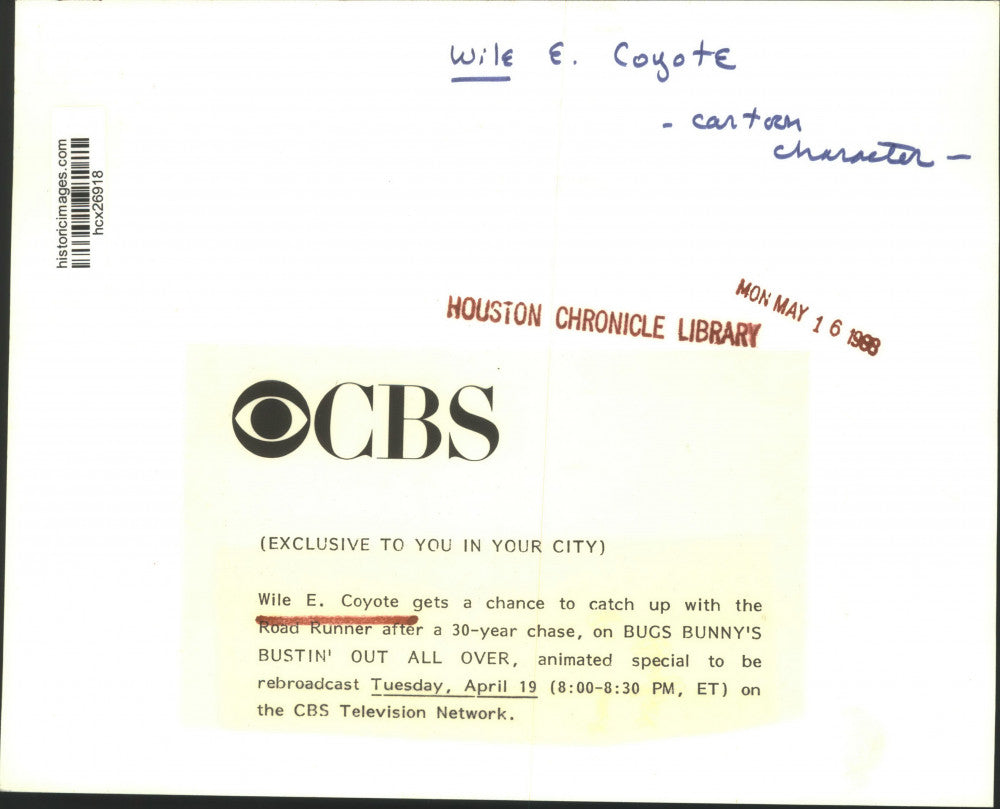 Wile E. Coyote
- cartoon
character -
historicimages.com
hcx26918
HOUSTON CHRONICLE LIBRARY
MON MAY 16 1988
CBS
(EXCLUSIVE TO YOU IN YOUR CITY)
Wile E. Coyote gets a chance to catch up with the
Road Runner after a 30-year chase, on BUGS BUNNY'S
BUSTIN' OUT ALL OVER, animated special to be
rebroadcast Tuesday, April 19 (8:00-8:30 PM, ET) on
the CBS Television Network.